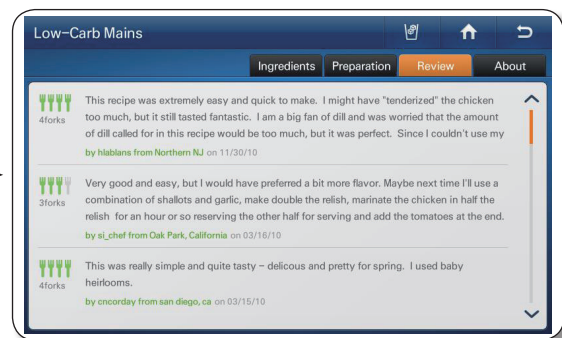 Low-Carb Mains
Ingredients Preparation Review About
This recipe was extremely easy and quick to make. I might have "tenderized" the chicken
too much, but it still tasted fantastic. I am a big fan of dill and was worried that the amount
of dill called for in this recipe would be too much, but it was perfect. Since I couldn't use my
4forks
by hlablans from Northern NJ on 11/30/10
Very good and easy, but I would have preferred a bit more flavor. Maybe next time I'll use a
combination of shallots and garlic, make double the relish, marinate the chicken in half the
relish for an hour or so reserving the other half for serving and add the tomatoes at the end.
3forks
by si_chef from Oak Park, California on 03/16/10
This was really simple and quite tasty – delicous and pretty for spring. I used baby
heirlooms.
4forks
by cncorday from san diego, ca on 03/15/10